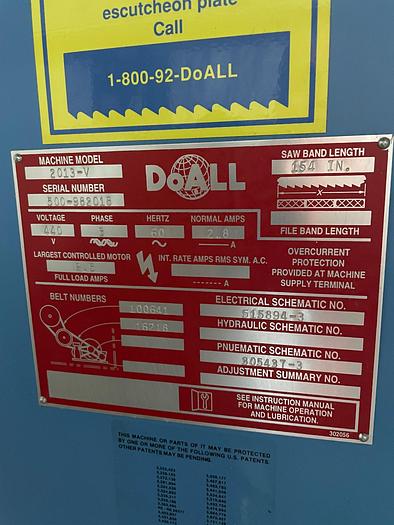 escutcheon plate
Call
1-800-92-DoALL
MACHINE MODEL
2013-V
SERIAL NUMBER
500-982018
DOALL
SAW BAND LENGTH
154 IN.
X
FILE BAND LENGTH
VOLTAGE PHASE HERTZ NORMAL AMPS
440 3 60 2.8
V A
LARGEST CONTROLLED MOTOR
FULL LOAD AMPS
INT. RATE AMPS RMS SYM. A.C.
A
OVERCURRENT
PROTECTION
PROVIDED AT MACHINE
SUPPLY TERMINAL
BELT NUMBERS
ELECTRICAL SCHEMATIC NO.
515894-3
HYDRAULIC SCHEMATIC NO.
PNUEMATIC SCHEMATIC NO.
305437-3
ADJUSTMENT SUMMARY NO.
SEE INSTRUCTION MANUAL
FOR MACHINE OPERATION
AND LUBRICATION.
302056
THIS MACHINE OR PARTS OF IT MAY BE PROTECTED
BY ONE OR MORE OF THE FOLLOWING U.S. PATENTS.
OTHER PATENTS MAY BE PENDING.